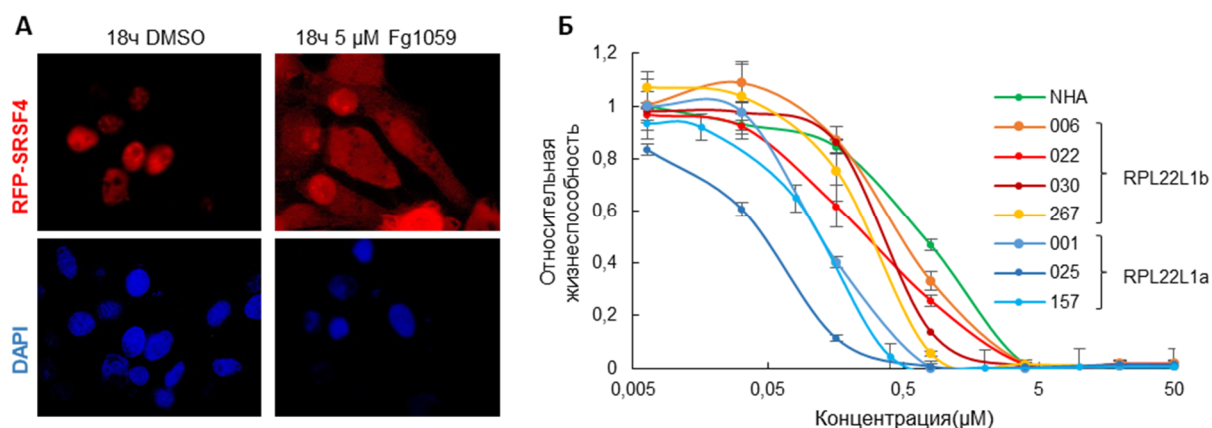 А
18ч DMSO
18ч 5 µM Fg1059
RFP-SRSF4
DAPI
Б
Относительная
жизнеспособность
1,2
1
0,8
0,6
0,4
0,2
0
0,005
0,05
0,5
5
50
Концентрация(µM)
NHA
006
022
030
267
001
025
157
RPL22L1b
RPL22L1a